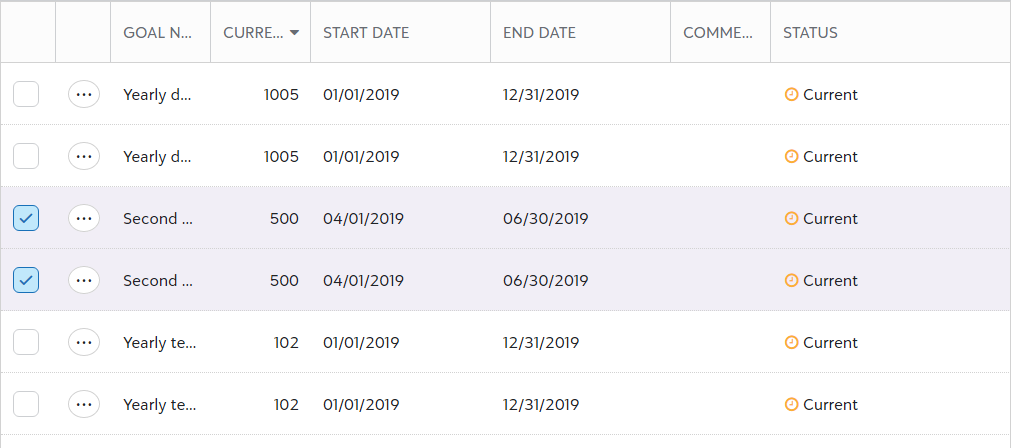 GOAL N... CURRE... START DATE END DATE COMME... STATUS
Yearly d... 1005 01/01/2019 12/31/2019 Current
Yearly d... 1005 01/01/2019 12/31/2019 Current
Second ... 500 04/01/2019 06/30/2019 Current
Second ... 500 04/01/2019 06/30/2019 Current
Yearly te... 102 01/01/2019 12/31/2019 Current
Yearly te... 102 01/01/2019 12/31/2019 Current